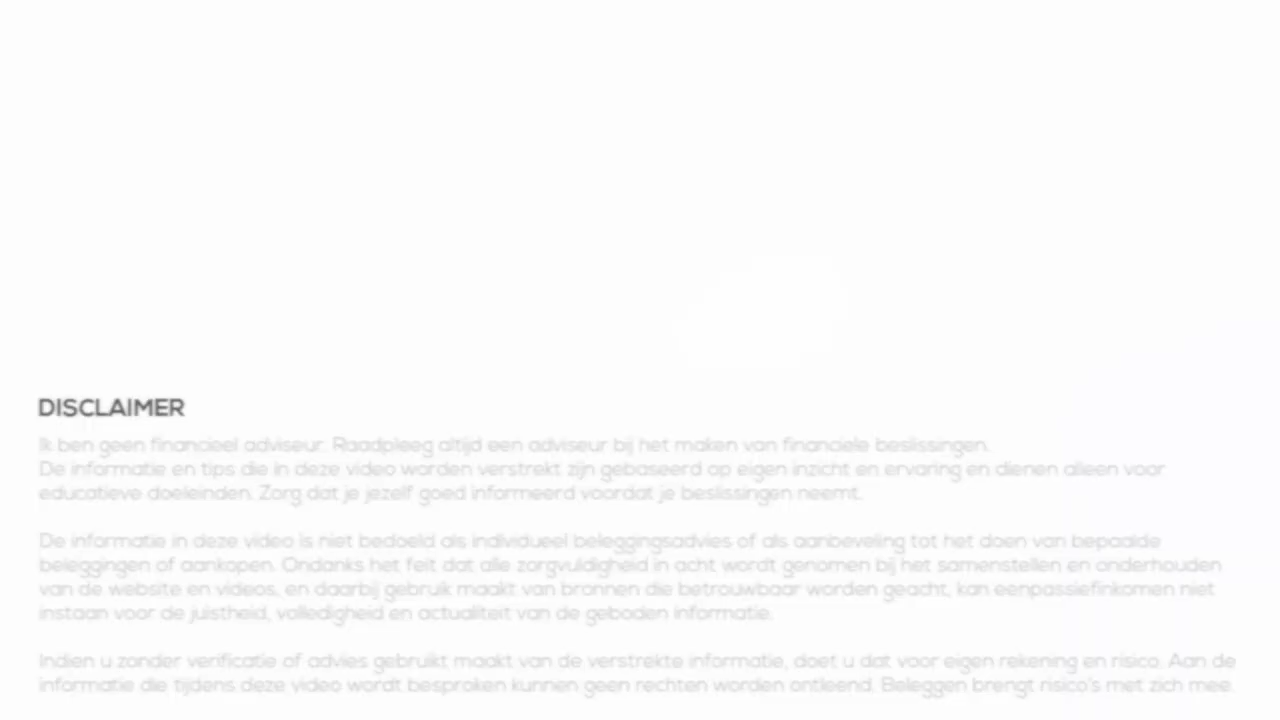 DISCLAIMER
Ik ben geen financieel adviseur. Raadpleeg altijd een adviseur bij het maken van financiele beslissingen.
De informatie en tips die in deze video worden verstrekt zijn gebaseerd op eigen inzicht en ervaring en dienen alleen voor
educatieve doeleinden. Zorg dat je jezelf goed informeerd voordat je beslissingen neemt.
De informatie in deze video is niet bedoeld als individueel beleggingsadvies of als aanbeveling tot het doen van bepaalde
beleggingen of aankopen. Ondanks het feit dat alle zorgvuldigheid in acht wordt genomen bij het samenstellen en onderhouden
van de website en videos, en daarbij gebruik maakt van bronnen die betrouwbaar worden geacht, kan eenpassiefinkomen niet
instaan voor de juistheid, volledigheid en actualiteit van de geboden informatie.
Indien u zonder verificatie of advies gebruikt maakt van de verstrekte informatie, doet u dat voor eigen rekening en risico. Aan de
informatie die tijdens deze video wordt besproken kunnen geen rechten worden ontleend. Beleggen brengt risico's met zich mee.